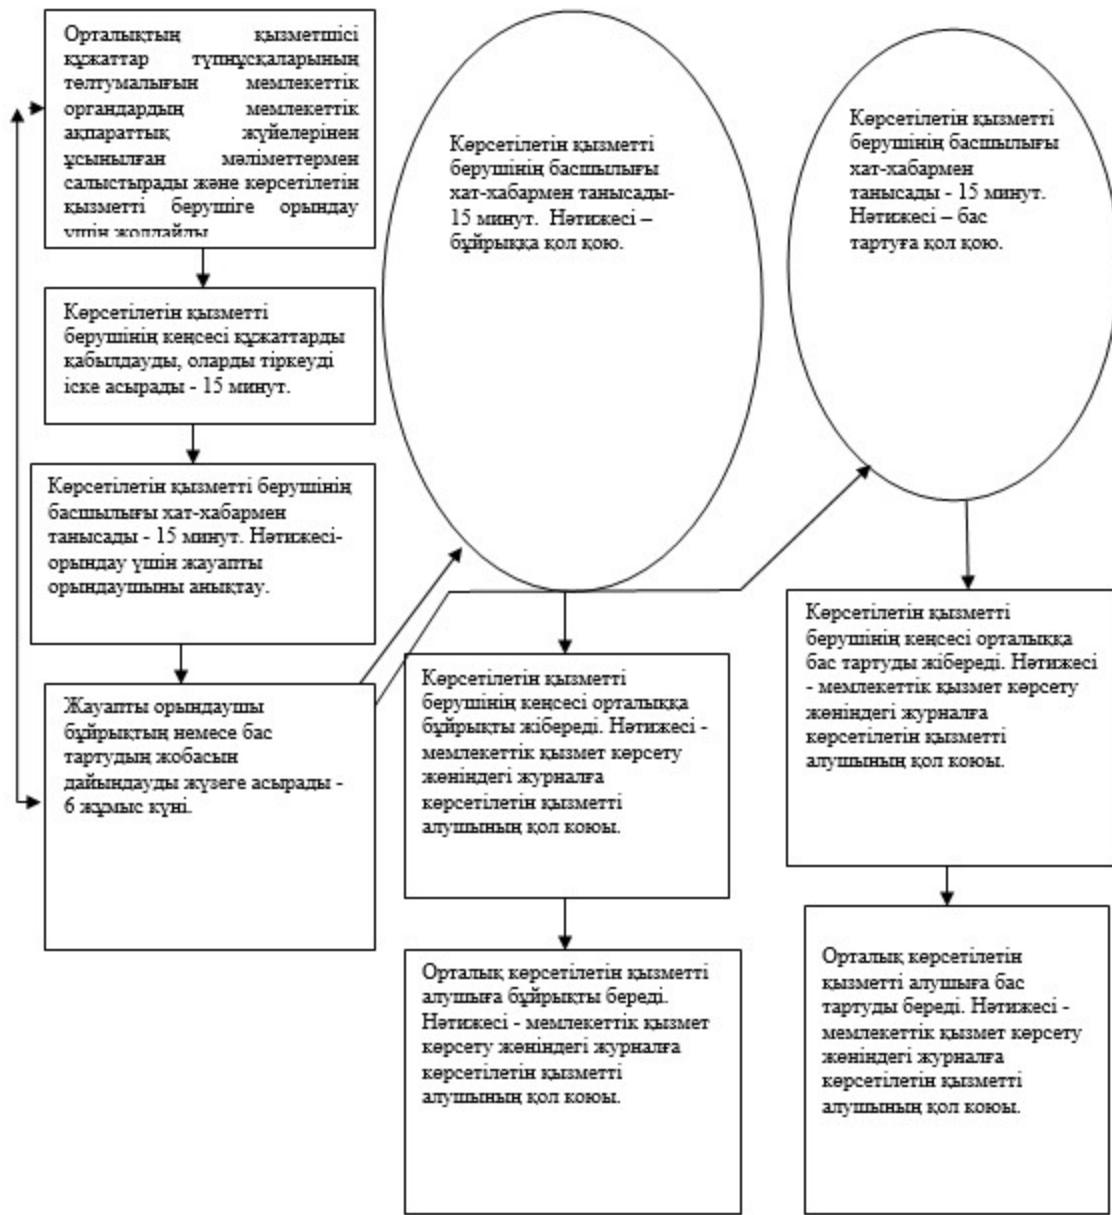 Орталықтың қызметшісі
құжаттар түпнұсқаларының
төлтумалығын мемлекеттік
органдардың мемлекеттік
ақпараттық жүйелерінен
ұсынылған мәліметтермен
салыстырады және көрсетілетін
қызметті берушіге орындау
үшін жолдайды
Көрсетілетін қызметті
берушінің кеңсесі құжаттарды
қабылдауды, оларды тіркеуді
іске асырады - 15 минут.
Көрсетілетін қызметті берушінің
басшылығы хат-хабармен
танысады - 15 минут. Нәтижесі-
орындау үшін жауапты
орындаушыны анықтау.
Жауапты орындаушы
бұйрықтың немесе бас
тартудың жобасын
дайындауды жүзеге асырады -
6 жұмыс күні.
Көрсетілетін қызметті
берушінің басшылығы
хат-хабармен танысады-
15 минут. Нәтижесі –
бұйрыққа қол қою.
Көрсетілетін қызметті
берушінің кеңсесі орталыққа
бұйрықты жібереді. Нәтижесі -
мемлекеттік қызмет көрсету
жөніндегі журналға
көрсетілетін қызметті
алушының қол коюы.
Орталық көрсетілетін қызметті
алушыға бұйрықты береді.
Нәтижесі - мемлекеттік қызмет
көрсету жөніндегі журналға
көрсетілетін қызметті
алушының қол коюы.
Көрсетілетін қызметті
берушінің басшылығы
хат-хабармен
танысады - 15 минут.
Нәтижесі – бас
тартуға қол қою.
Көрсетілетін қызметті
берушінің кеңсесі орталыққа
бас тартуды жібереді. Нәтижесі
- мемлекеттік қызмет көрсету
жөніндегі журналға
көрсетілетін қызметті
алушының қол коюы.
Орталық көрсетілетін
қызметті алушыға бас
тартуды береді. Нәтижесі -
мемлекеттік қызмет көрсету
жөніндегі журналға
көрсетілетін қызметті
алушының қол коюы.